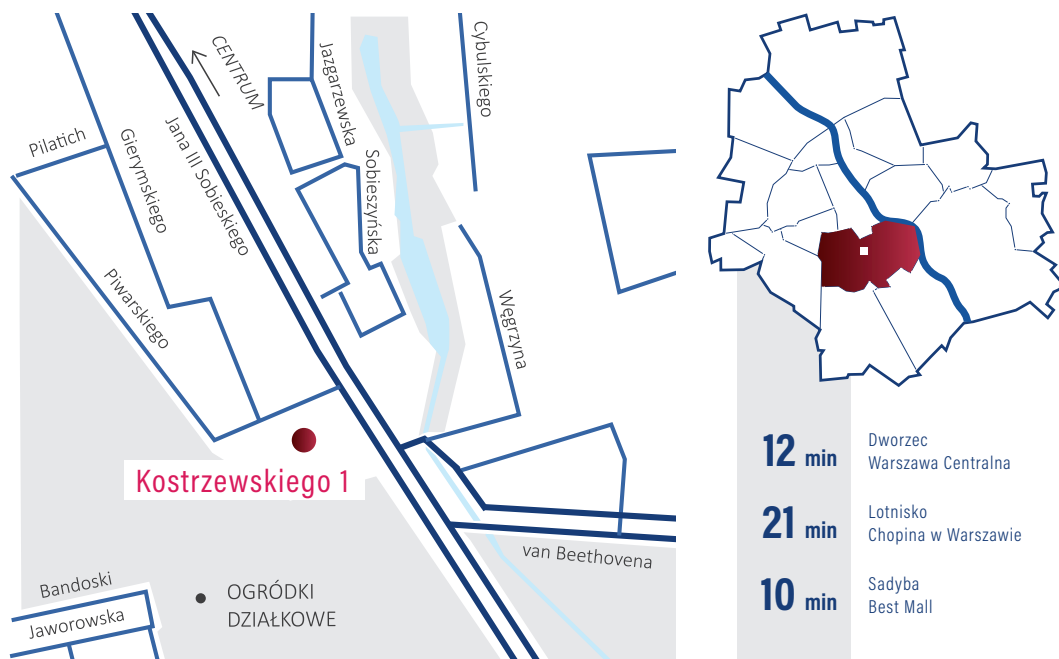 CENTRUM
Jazgarzewska
Cybulskiego
Pilatich
Gierymskiego
Jana III Sobieskiego
Sobieszyńska
Piwarskiego
Węgrzyna
Kostrzewskiego 1
van Beethovena
Bandoski
Jaworowska
OGRÓDKI
DZIAŁKOWE
12 min
Dworzec
Warszawa Centralna
21 min
Lotnisko
Chopina w Warszawie
10 min
Sadyba
Best Mall